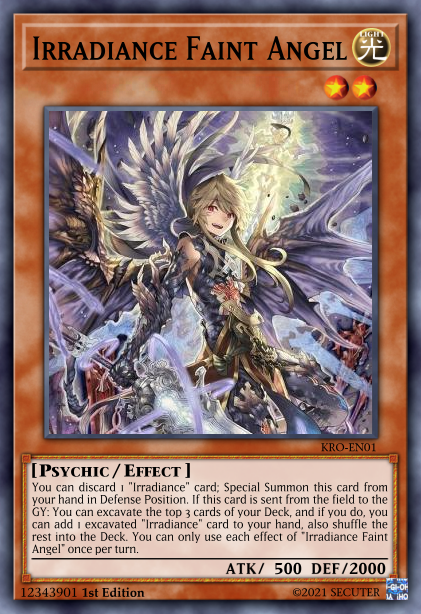 IRRADIANCE FAINT ANGEL
LIGHT
光
KRO-EN01
[PSYCHIC / EFFECT ]
You can discard 1 "Irradiance" card; Special Summon this card from
your hand in Defense Position. If this card is sent from the field to the
GY: You can excavate the top 3 cards of your Deck, and if you do, you
can add 1 excavated "Irradiance" card to your hand, also shuffle the
rest into the Deck. You can only use each effect of "Irradiance Faint
Angel" once per turn.
ATK/ 500 DEF/2000
12343901 1st Edition
©2021 SECUTER